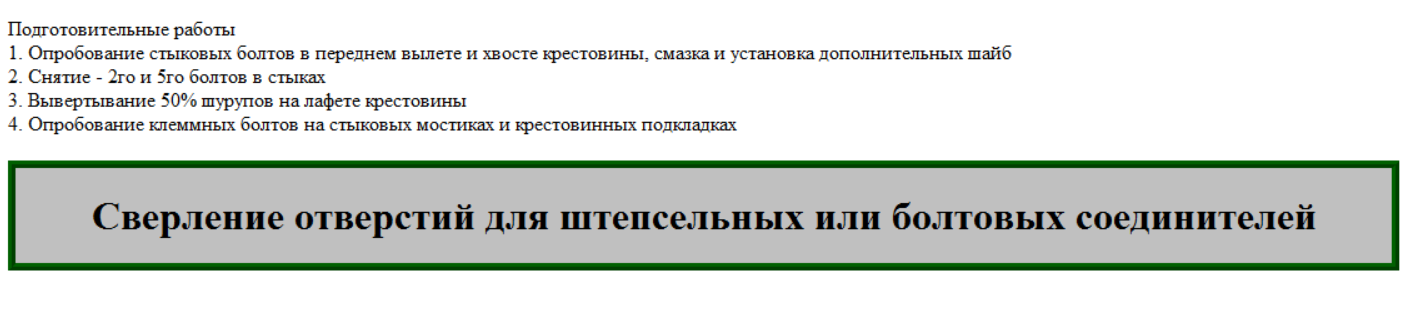 Подготовительные работы
1. Опробование стыковых болтов в переднем вылете и хвосте крестовины, смазка и установка дополнительных шайб
2. Снятие - 2го и 5го болтов в стыках
3. Вывертывание 50% шурупов на лафете крестовины
4. Опробование клеммных болтов на стыковых мостиках и крестовинных подкладках
Сверление отверстий для штепсельных или болтовых соединителей